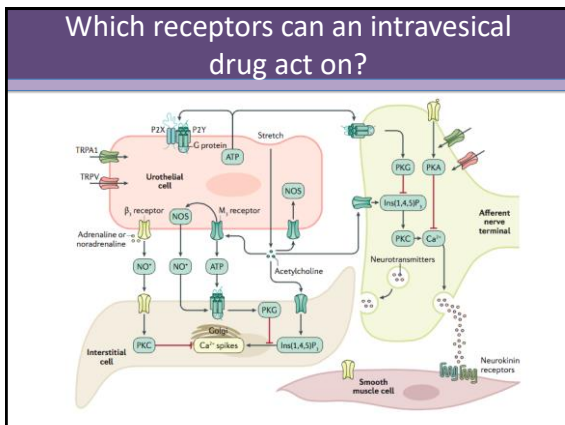 Which receptors can an intravesical
drug act on?
P2X
P2Y
G protein
TRPA1
TRPV
ATP
Stretch
Urothelial
cell
NOS
β3 receptor
NOS
M3 receptor
Adrenaline or
noradrenaline
NO•
NO•
ATP
Acetylcholine
PKG
Golgi
Interstitial
cell
PKC
Ca²⁺ spikes
Ins(1,4,5)P3
PKG
PKA
Ins(1,4,5)P3
PKC
Ca²⁺
Afferent
nerve
terminal
Neurotransmitters
Neurokinin
receptors
Smooth
muscle cell